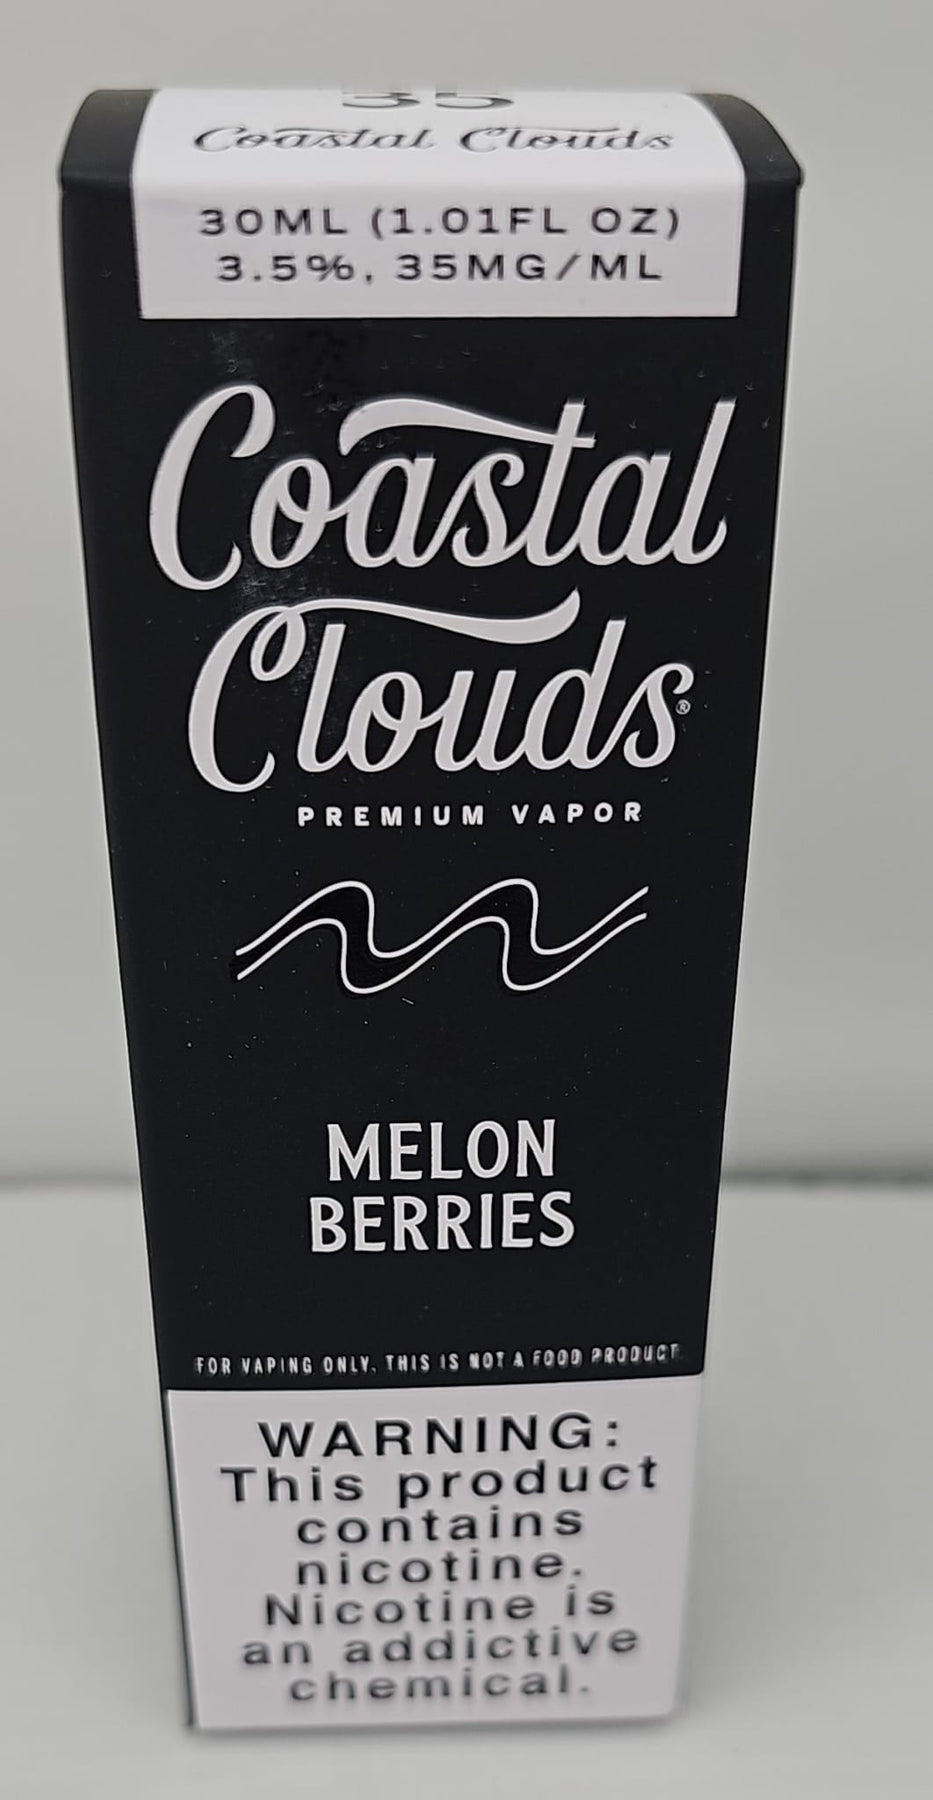 35
Coastal Clouds
30ML (1.01FL OZ)
3.5%, 35MG/ML
Coastal
Clouds®
PREMIUM VAPOR
MELON
BERRIES
FOR VAPING ONLY. THIS IS NOT A FOOD PRODUCT.
WARNING:
This product
contains
nicotine.
Nicotine is
an addictive
chemical.